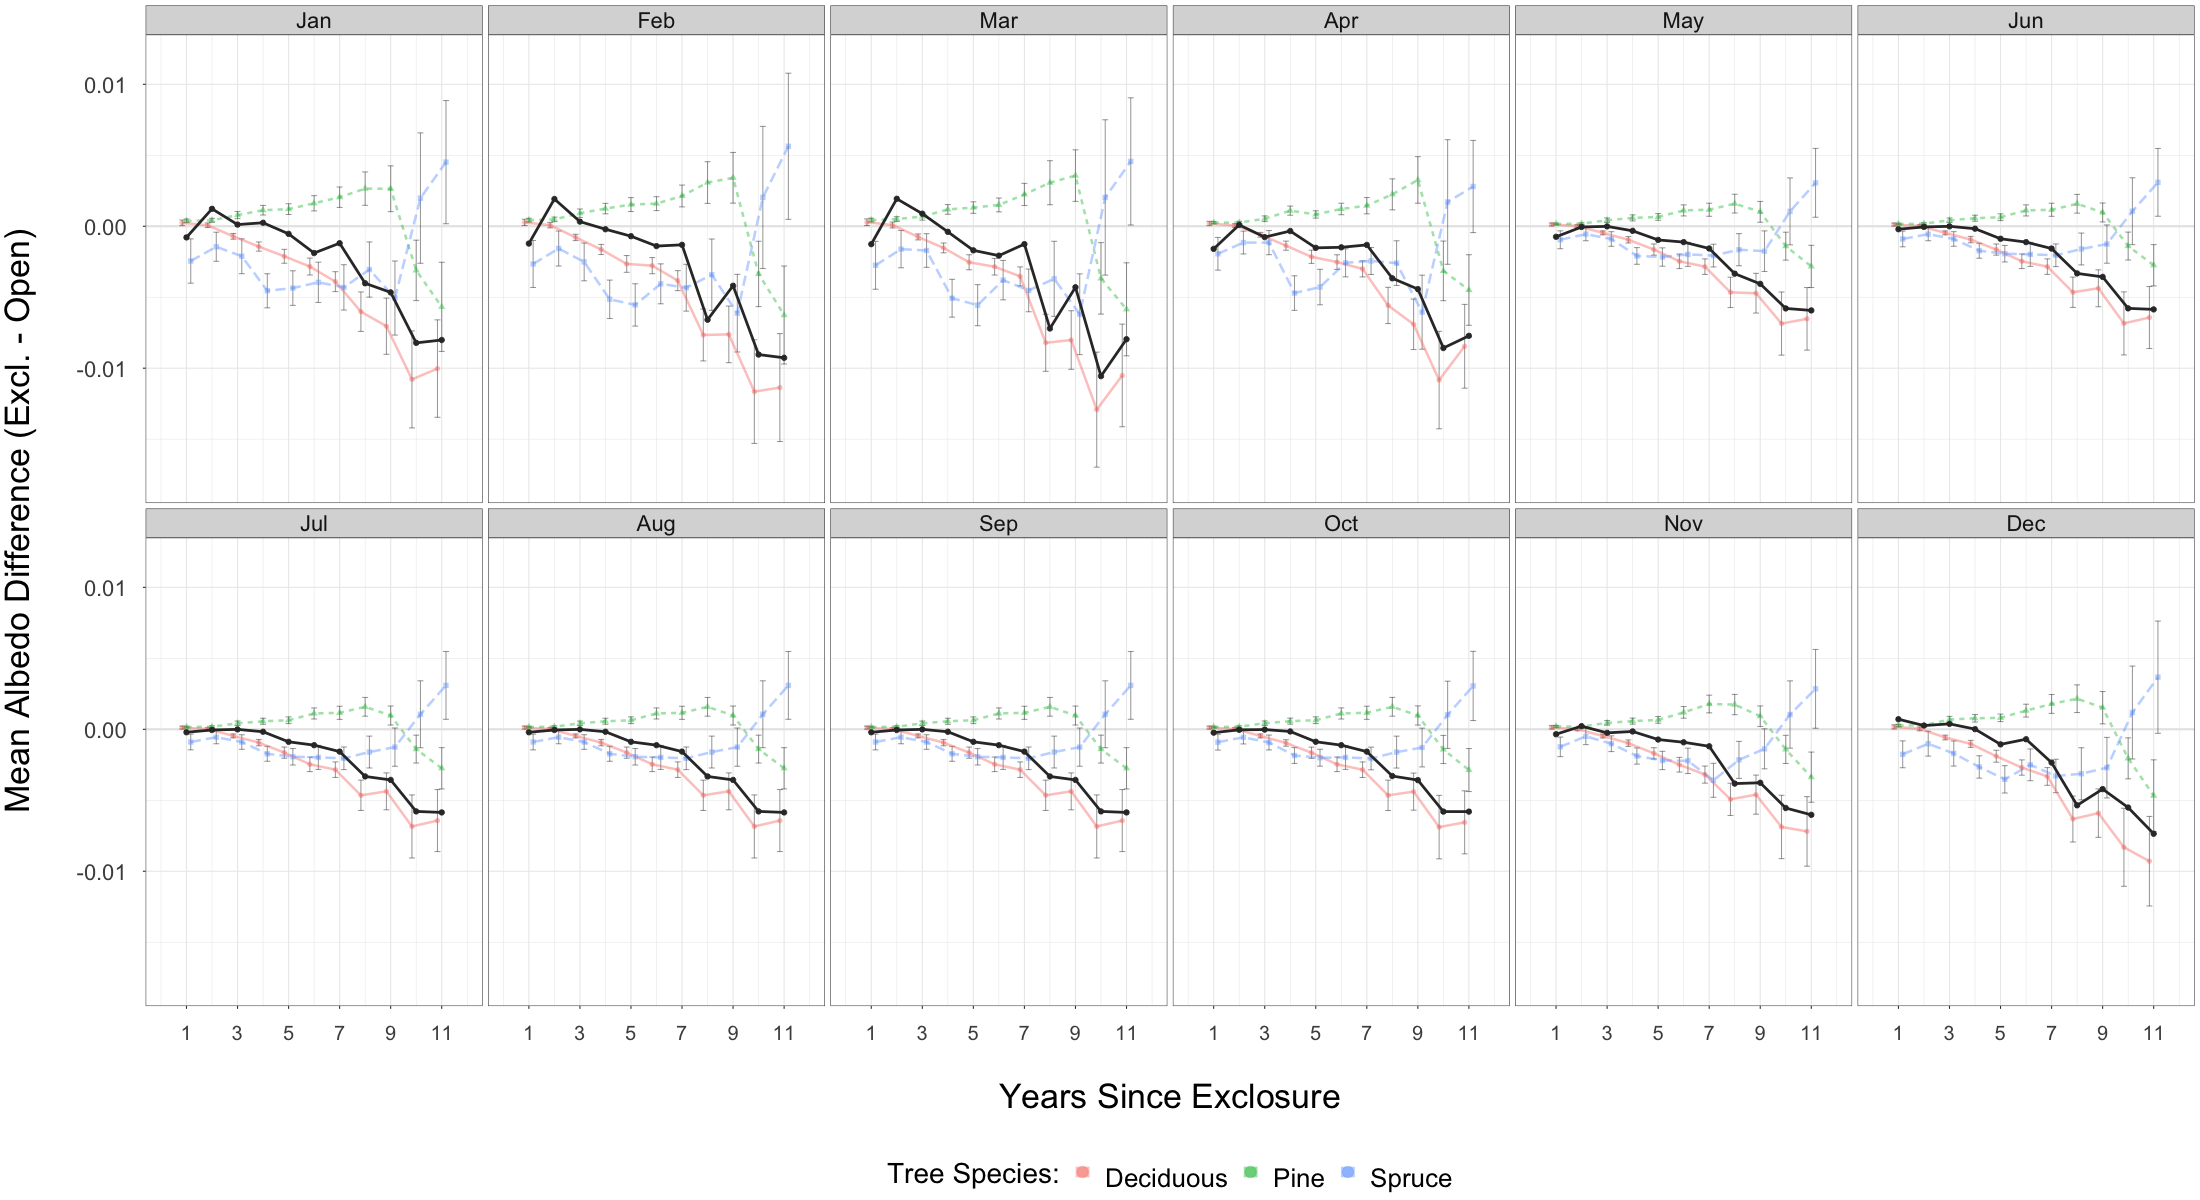 Jan Feb Mar Apr May Jun
0.01
0.00
-0.01
Jul Aug Sep Oct Nov Dec
0.01
0.00
-0.01
1 3 5 7 9 11 1 3 5 7 9 11 1 3 5 7 9 11 1 3 5 7 9 11 1 3 5 7 9 11 1 3 5 7 9 11
Mean Albedo Difference (Excl. - Open)
Years Since Exclosure
Tree Species: Deciduous Pine Spruce